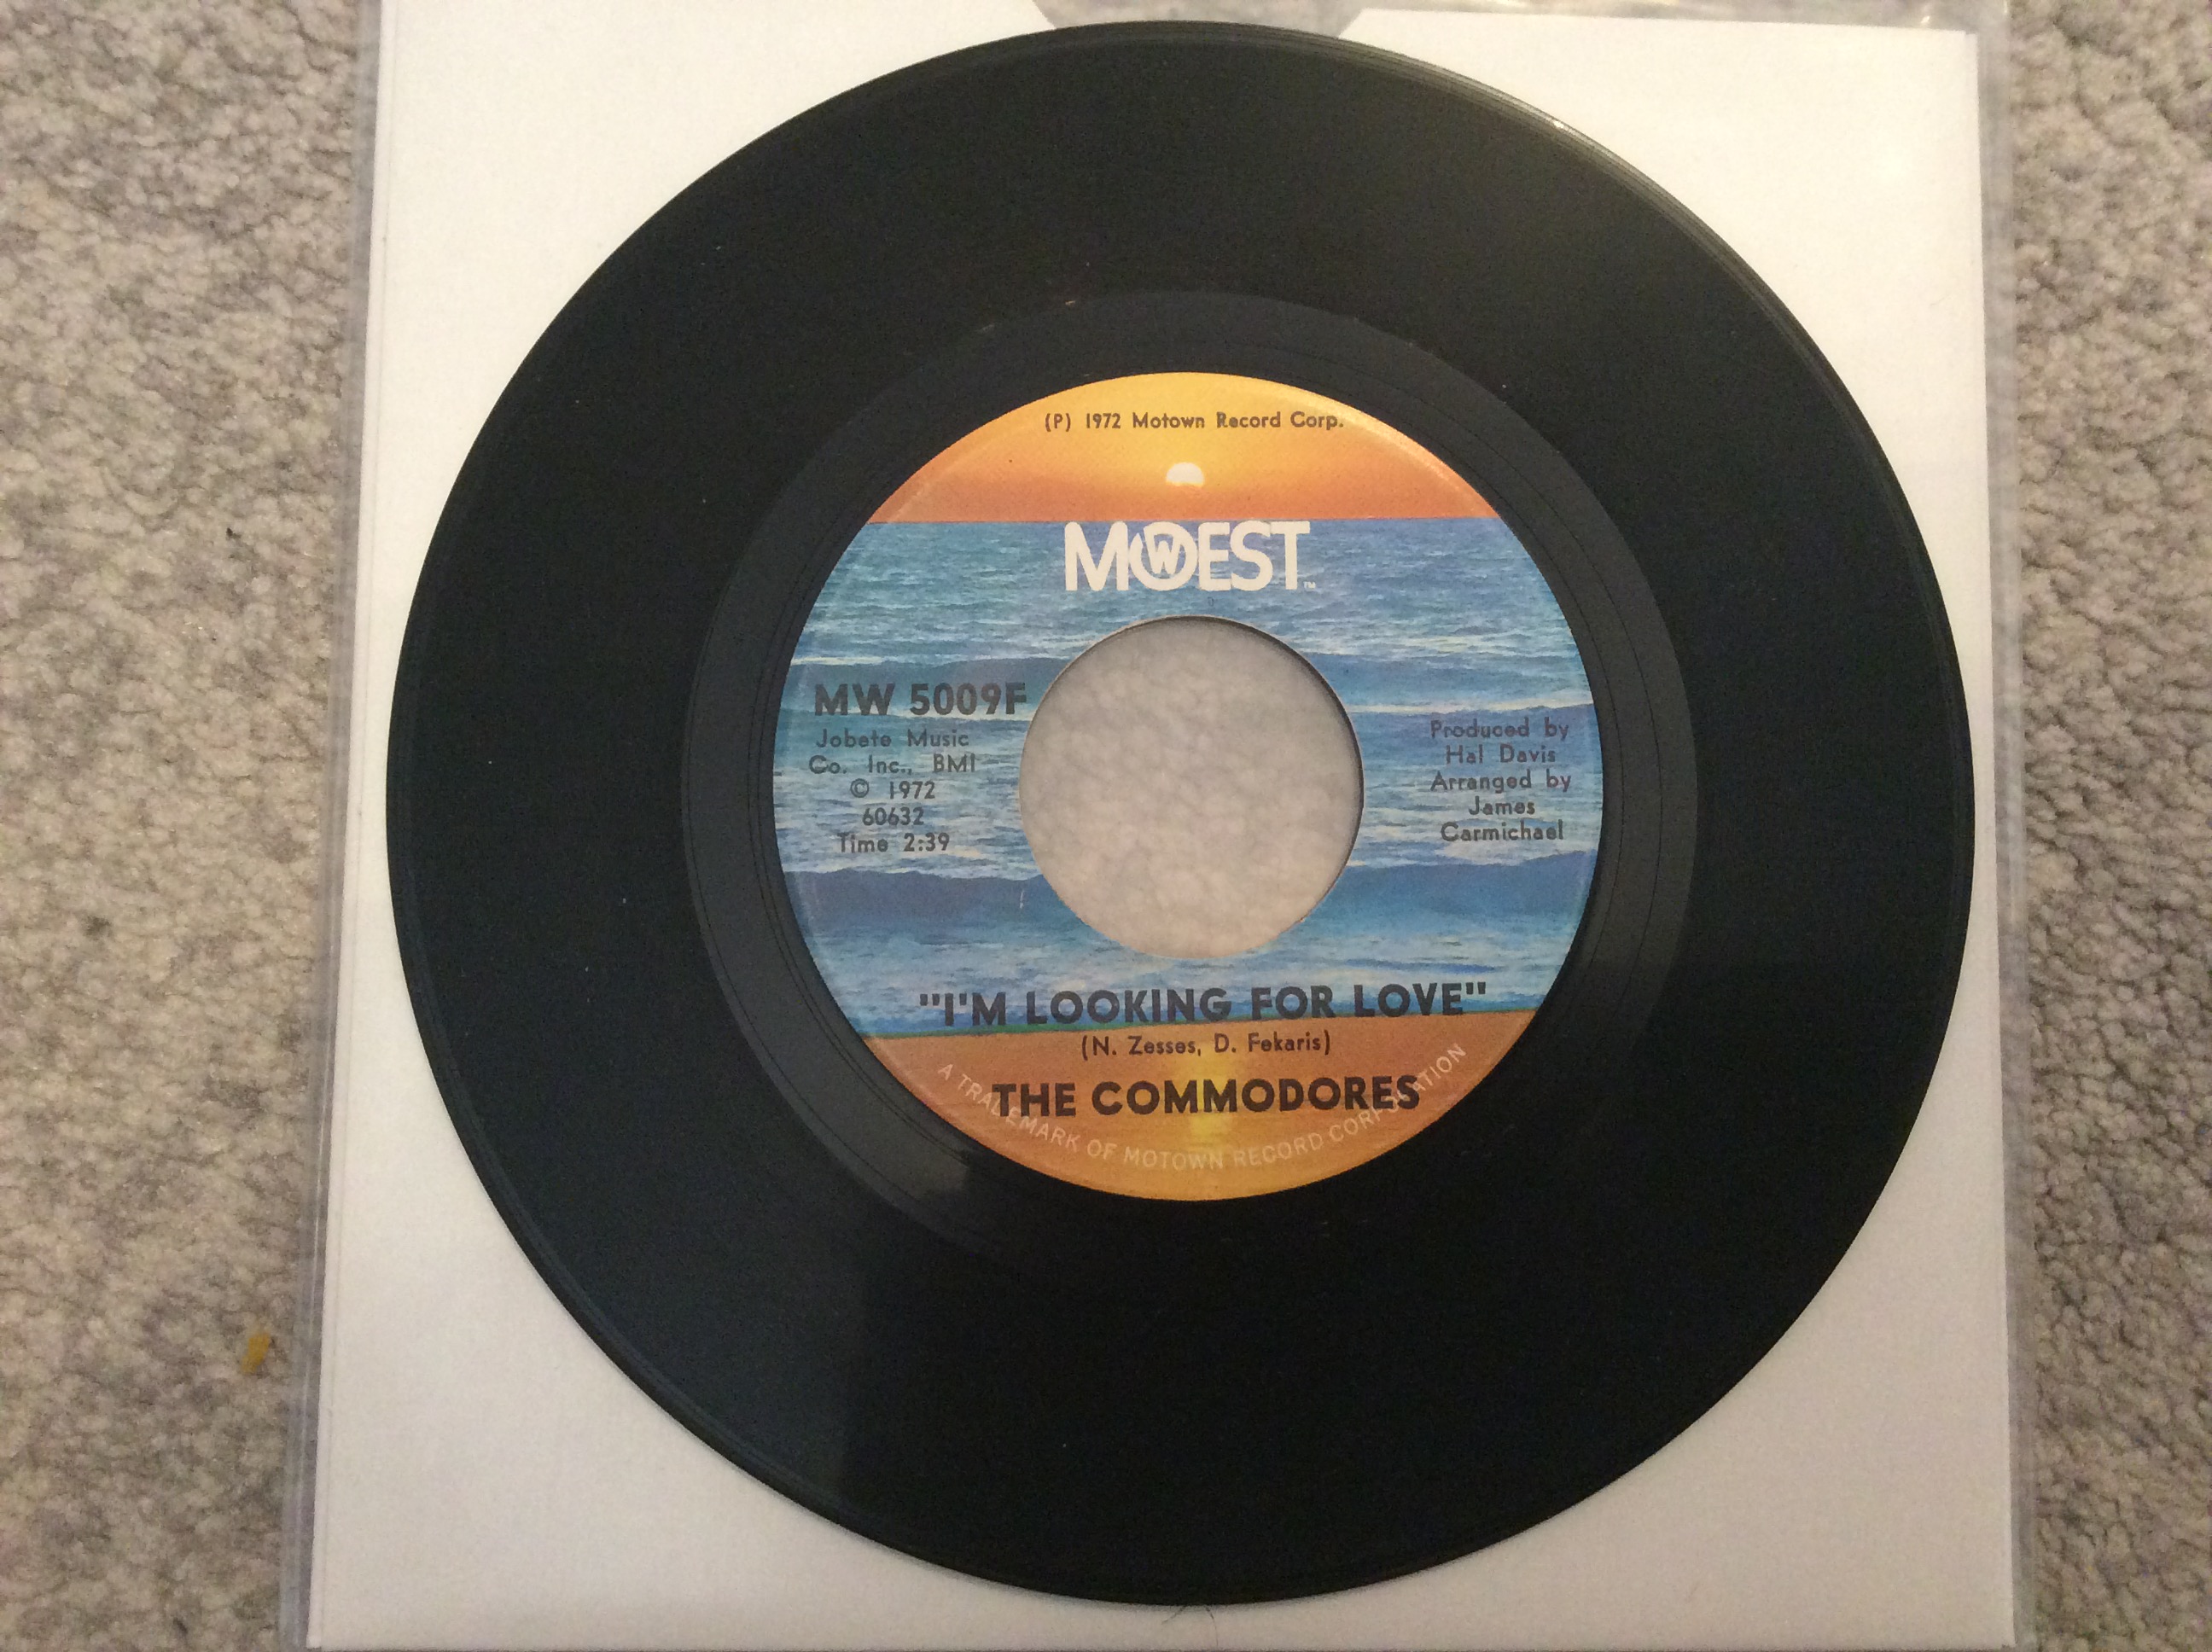 (P) 1972 Motown Record Corp.
MOWEST™
MW 5009F
Jobete Music
Co. Inc., BMI
© 1972
60632
Time 2:39
Produced by
Hal Davis
Arranged by
James
Carmichael
"I'M LOOKING FOR LOVE"
(N. Zesses, D. Fekaris)
THE COMMODORES
A TRADEMARK OF MOTOWN RECORD CORPORATION